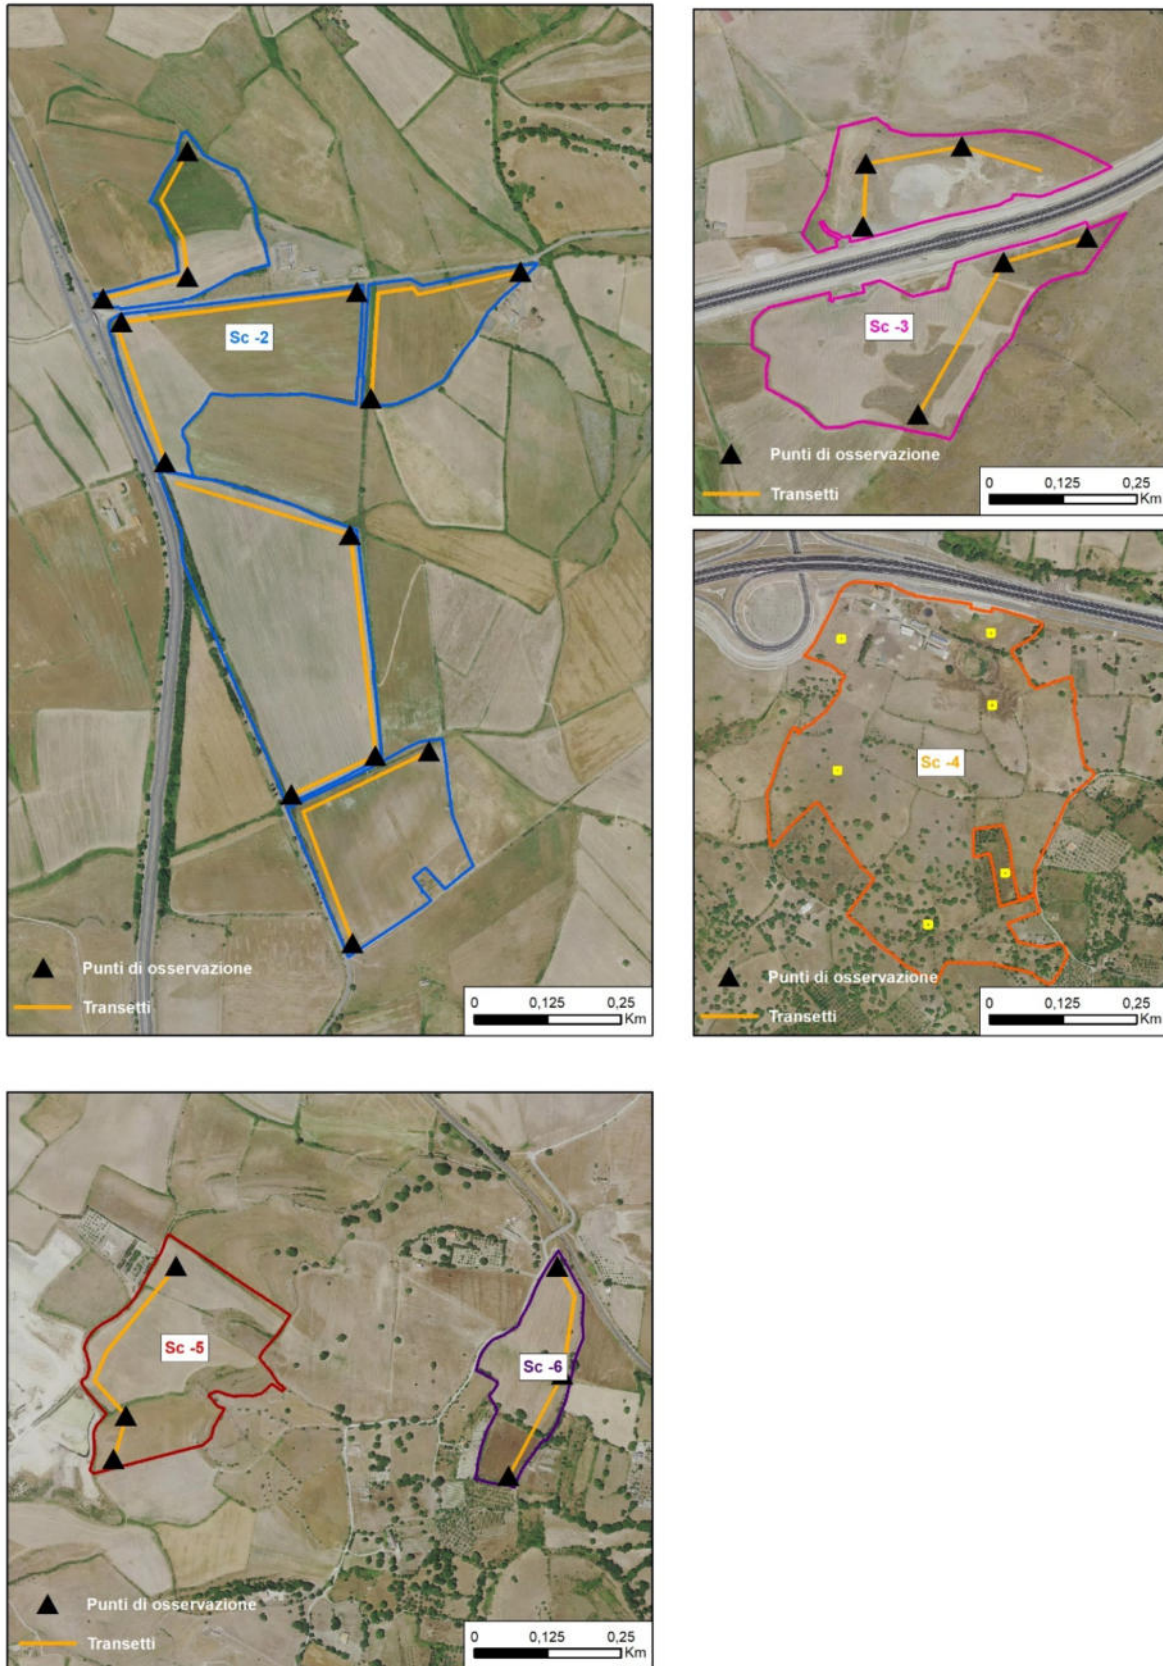 Sc -2
Punti di osservazione
Transetti
0 0,125 0,25
Km
Sc -3
Punti di osservazione
Transetti
0 0,125 0,25
Km
Sc -4
Punti di osservazione
Transetti
0 0,125 0,25
Km
Sc -5
Sc -6
Punti di osservazione
Transetti
0 0,125 0,25
Km